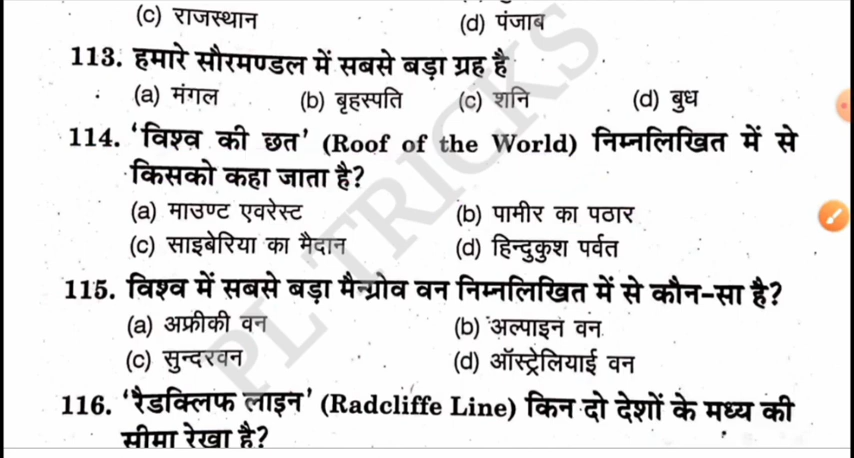 (c) राजस्थान (d) पंजाब
113. हमारे सौरमण्डल में सबसे बड़ा ग्रह है
(a) मंगल (b) बृहस्पति (c) शनि (d) बुध
114. ‘विश्व की छत’ (Roof of the World) निम्नलिखित में से
किसको कहा जाता है?
(a) माउण्ट एवरेस्ट (b) पामीर का पठार
(c) साइबेरिया का मैदान (d) हिन्दुकुश पर्वत
115. विश्व में सबसे बड़ा मैन्ग्रोव वन निम्नलिखित में से कौन-सा है?
(a) अफ्रीकी वन (b) अल्पाइन वन
(c) सुन्दरवन (d) ऑस्ट्रेलियाई वन
116. ‘रैडक्लिफ लाइन’ (Radcliffe Line) किन दो देशों के मध्य की
सीमा रेखा है?
PL TRICKS